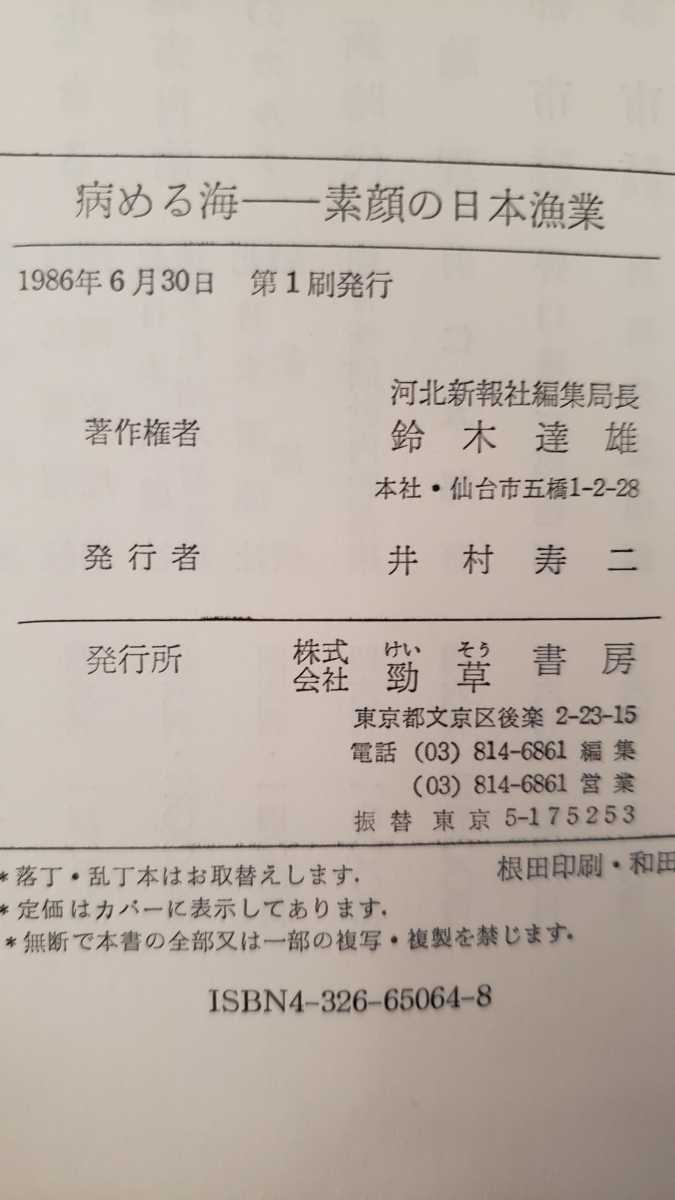 病める海——素顔の日本漁業
1986年6月30日 第1刷発行
河北新報社編集局長
著作権者 鈴木達雄
本社・仙台市五橋1-2-28
発行者 井村寿二
けい そう
発行所 株式会社 勁草書房
東京都文京区後楽 2-23-15
電話 (03) 814-6861 編集
(03) 814-6861 営業
振替 東京 5-175253
*落丁・乱丁本はお取替えします. 根田印刷・和田
*定価はカバーに表示してあります.
*無断で本書の全部又は一部の複写・複製を禁じます.
ISBN4-326-65064-8